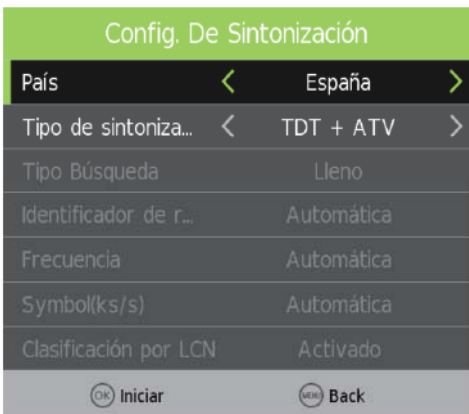 Config. De Sintonización
País < España >
Tipo de sintoniza... < TDT + ATV >
Tipo Búsqueda Lleno
Identificador de r... Automática
Frecuencia Automática
Symbol(ks/s) Automática
Clasificación por LCN Activado
OK Iniciar MENU Back